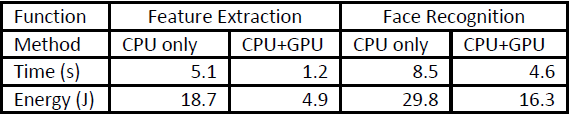 Function Feature Extraction Face Recognition
Method CPU only CPU+GPU CPU only CPU+GPU
Time (s) 5.1 1.2 8.5 4.6
Energy (J) 18.7 4.9 29.8 16.3